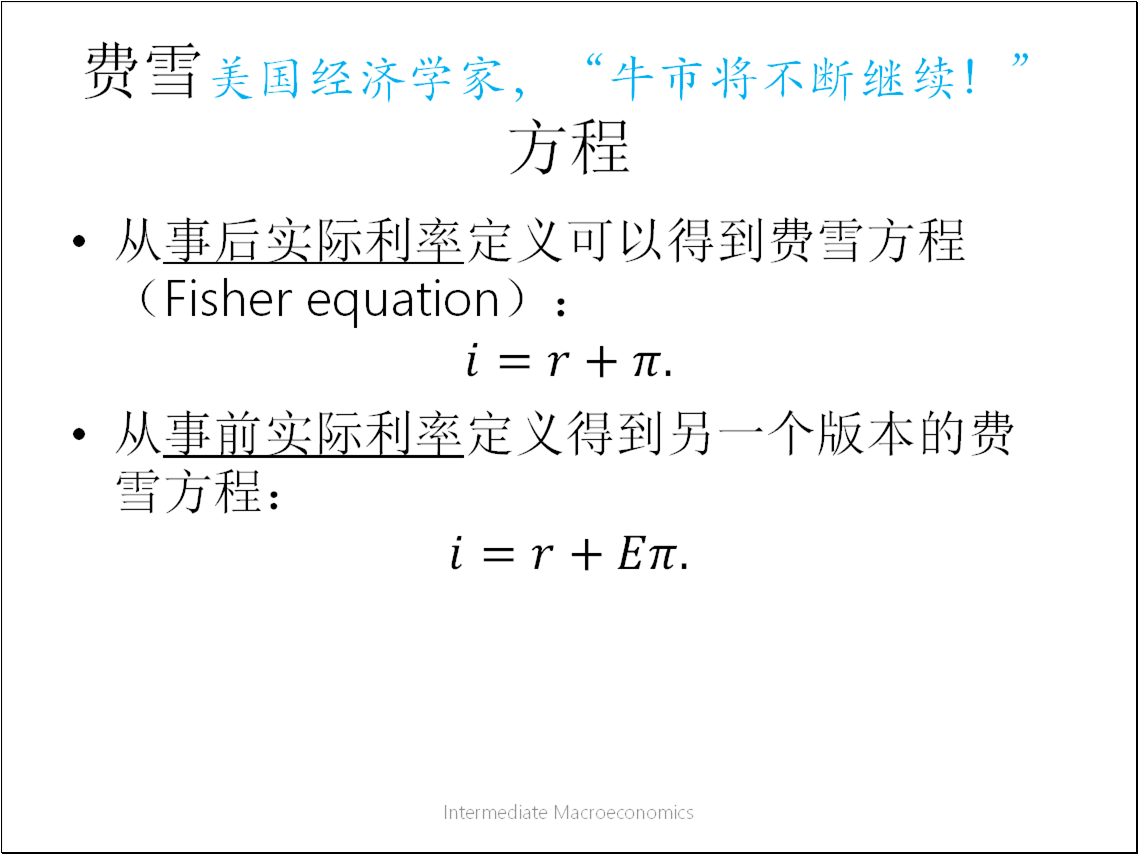 费雪美国经济学家，“牛市将不断继续！”
方程
• 从事后实际利率定义可以得到费雪方程
（Fisher equation）：
i = r + π.
• 从事前实际利率定义得到另一个版本的费
雪方程：
i = r + Eπ.
Intermediate Macroeconomics